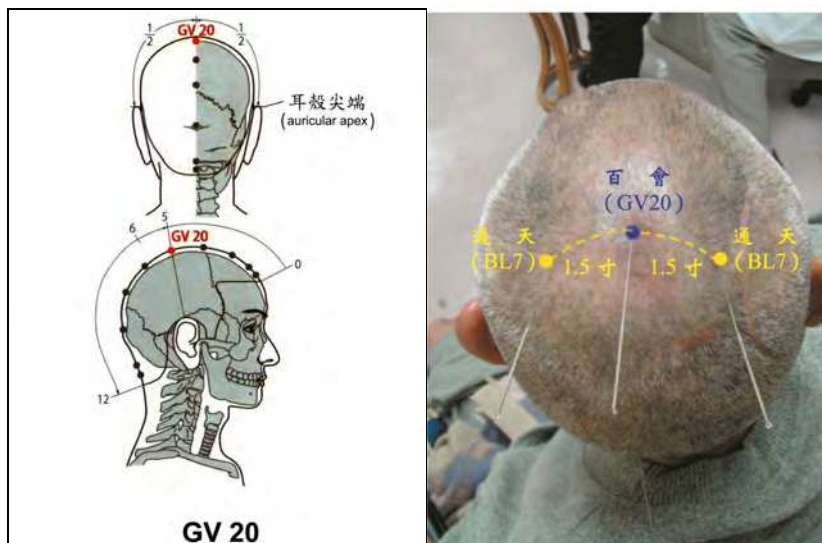 1/2
GV 20
1/2
耳殼尖端
(auricular apex)
5
6
GV 20
0
12
GV 20
百 會
(GV20)
通 天
(BL7)
1.5 寸
1.5 寸
通 天
(BL7)